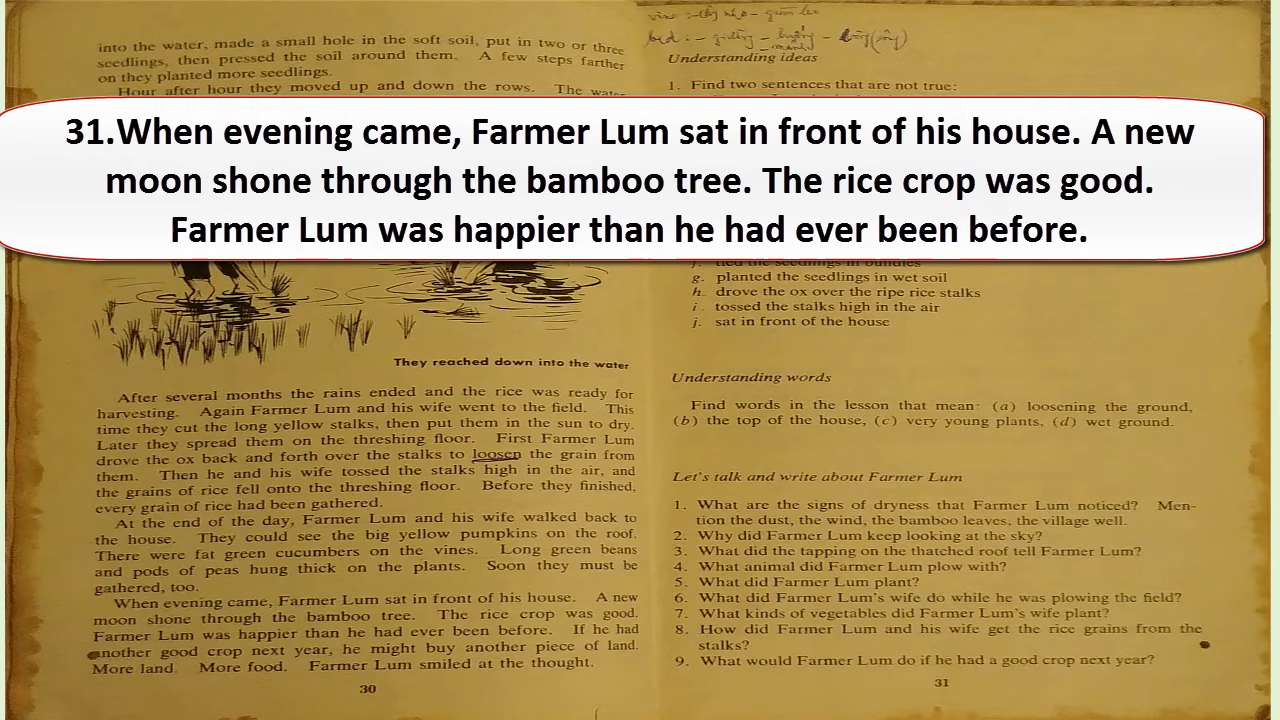 into the water, made a small hole in the soft soil, put in two or three
seedlings, then pressed the soil around them. A few steps farther
on they planted more seedlings.
Hour after hour they moved up and down the rows. The water
31.When evening came, Farmer Lum sat in front of his house. A new
moon shone through the bamboo tree. The rice crop was good.
Farmer Lum was happier than he had ever been before.
They reached down into the water
After several months the rains ended and the rice was ready for
harvesting. Again Farmer Lum and his wife went to the field. This
time they cut the long yellow stalks, then put them in the sun to dry.
Later they spread them on the threshing floor. First Farmer Lum
drove the ox back and forth over the stalks to loosen the grain from
them. Then he and his wife tossed the stalks high in the air, and
the grains of rice fell onto the threshing floor. Before they finished,
every grain of rice had been gathered.
At the end of the day, Farmer Lum and his wife walked back to
the house. They could see the big yellow pumpkins on the roof.
There were fat green cucumbers on the vines. Long green beans
and pods of peas hung thick on the plants. Soon they must be
gathered, too.
When evening came, Farmer Lum sat in front of his house. A new
moon shone through the bamboo tree. The rice crop was good.
Farmer Lum was happier than he had ever been before. If he had
another good crop next year, he might buy another piece of land.
More land. More food. Farmer Lum smiled at the thought.
30
bed :
Understanding ideas
1. Find two sentences that are not true:
f. tied the seedlings in bundles
g. planted the seedlings in wet soil
h. drove the ox over the ripe rice stalks
i. tossed the stalks high in the air
j. sat in front of the house
Understanding words
Find words in the lesson that mean: (a) loosening the ground,
(b) the top of the house, (c) very young plants, (d) wet ground.
Let's talk and write about Farmer Lum
1. What are the signs of dryness that Farmer Lum noticed? Men-
tion the dust, the wind, the bamboo leaves, the village well.
2. Why did Farmer Lum keep looking at the sky?
3. What did the tapping on the thatched roof tell Farmer Lum?
4. What animal did Farmer Lum plow with?
5. What did Farmer Lum plant?
6. What did Farmer Lum's wife do while he was plowing the field?
7. What kinds of vegetables did Farmer Lum's wife plant?
8. How did Farmer Lum and his wife get the rice grains from the
stalks?
9. What would Farmer Lum do if he had a good crop next year?
31